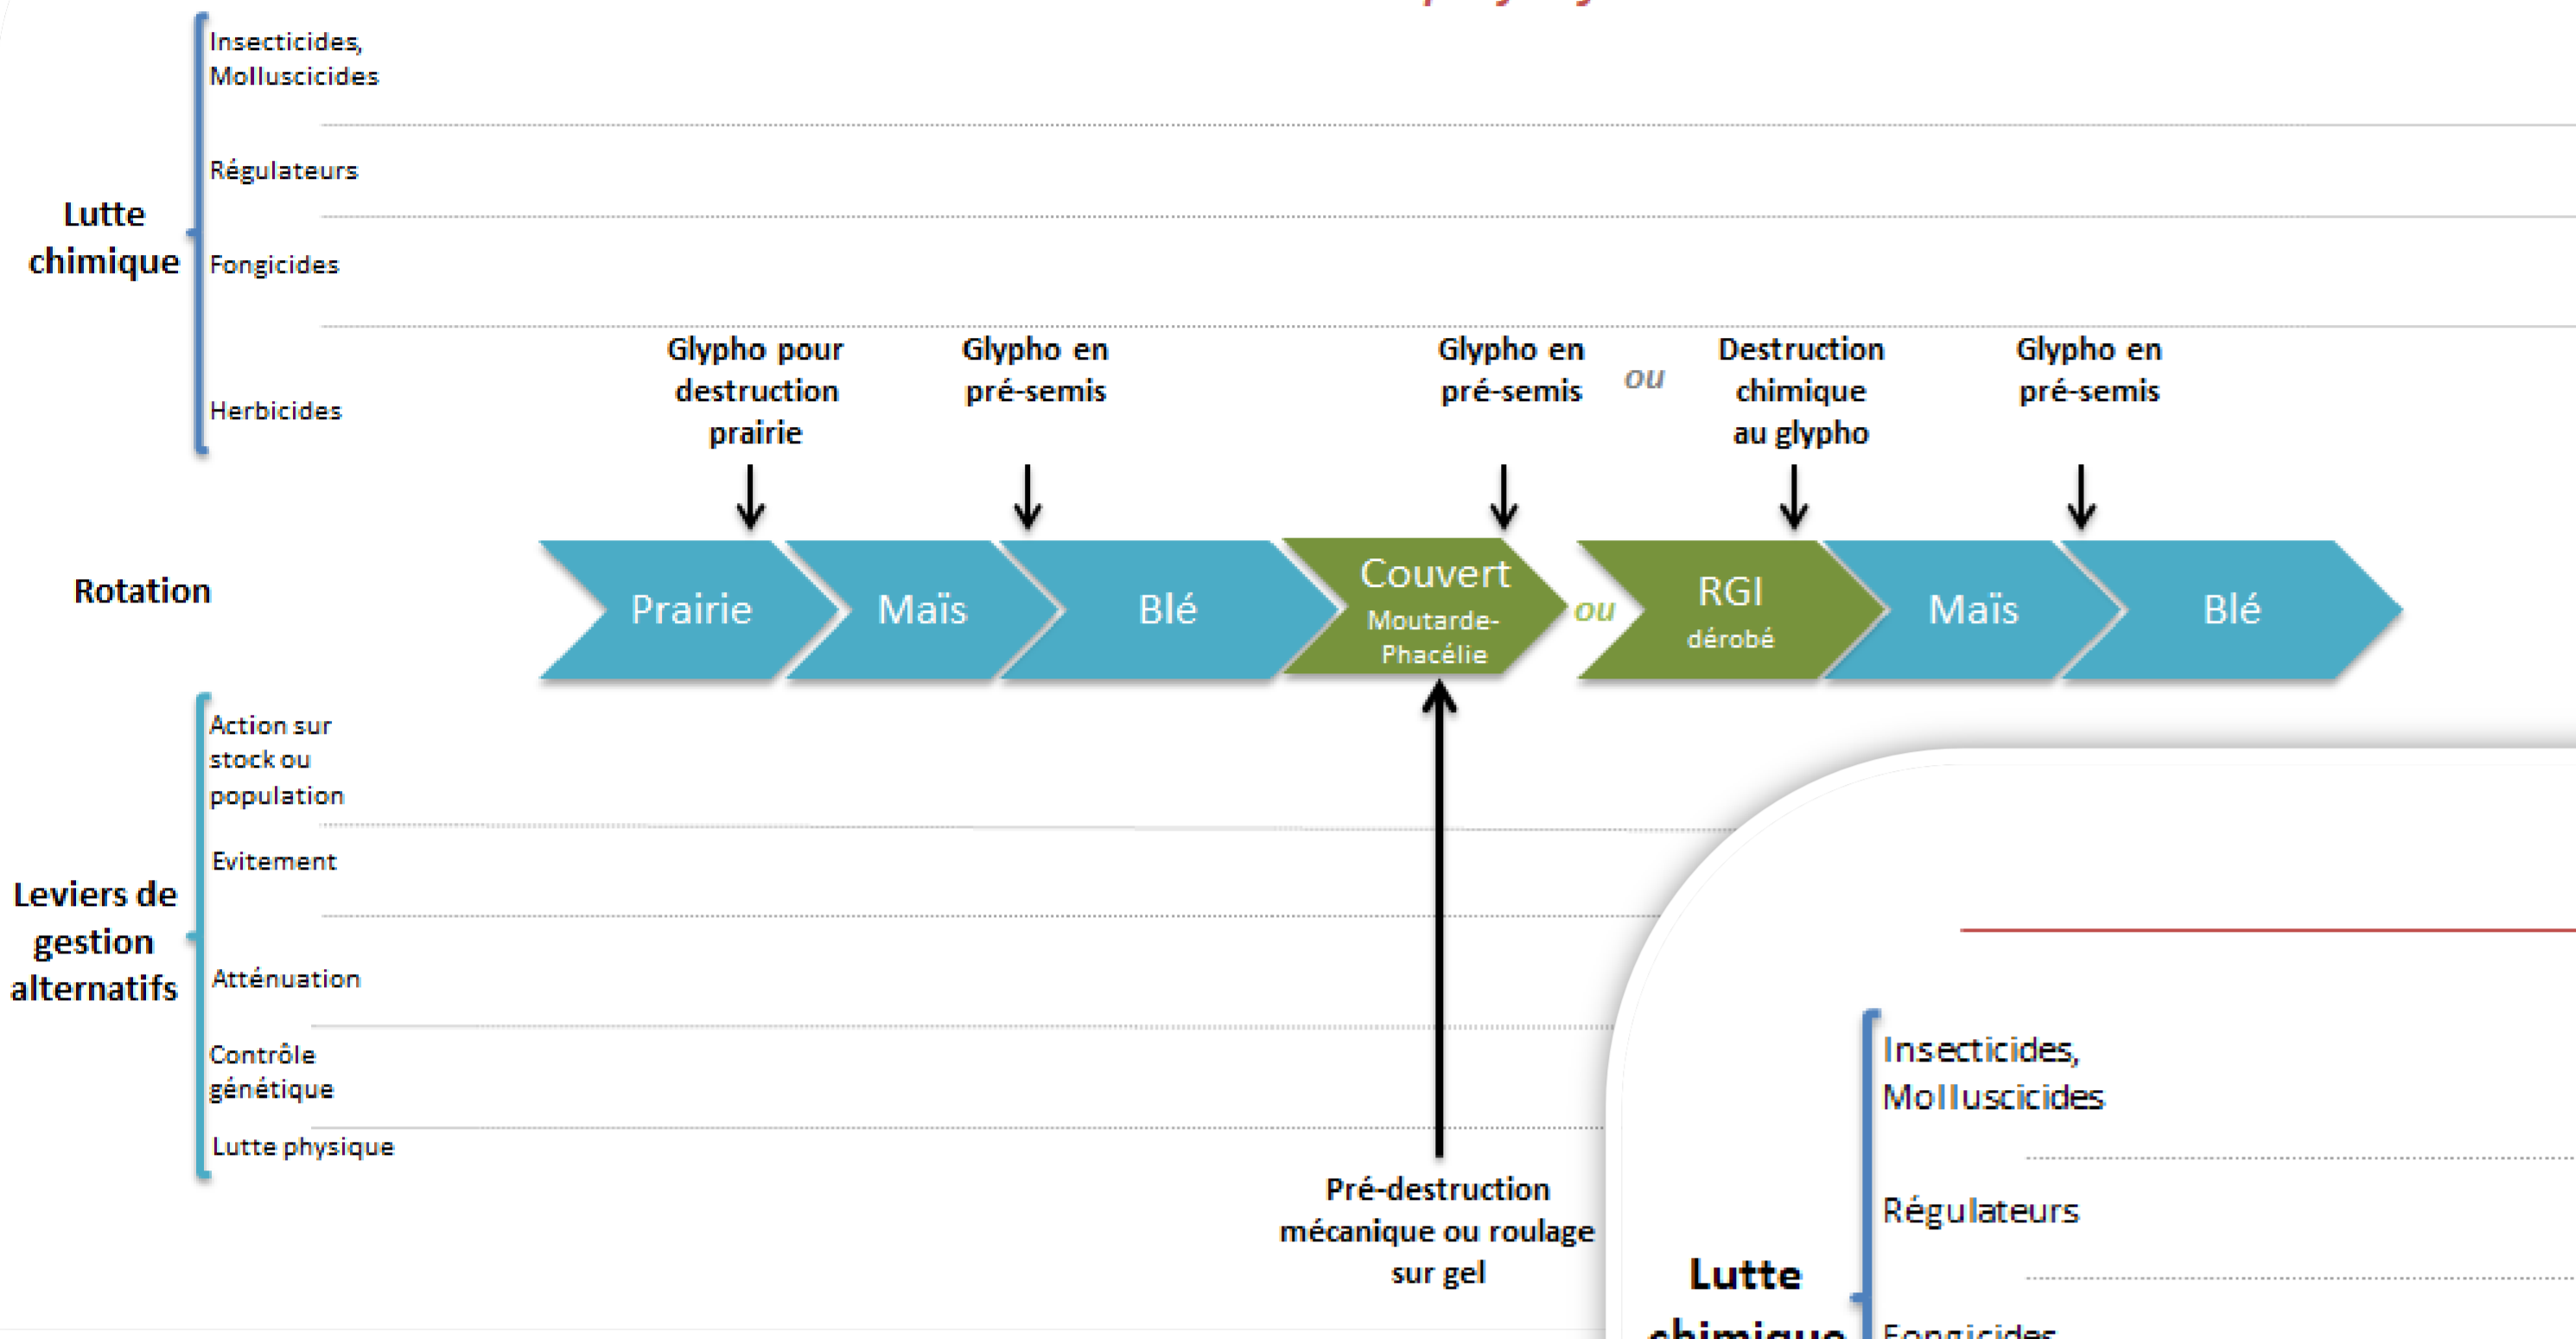 Insecticides,
Molluscicides
Régulateurs
Lutte
chimique
Fongicides
Herbicides
Glypho pour
destruction
prairie
Glypho en
pré-semis
Glypho en
pré-semis
ou
Destruction
chimique
au glypho
Glypho en
pré-semis
Rotation
Prairie
Maïs
Blé
Couvert
Moutarde-
Phacélie
ou
RGI
dérobé
Maïs
Blé
Action sur
stock ou
population
Evitement
Leviers de
gestion
alternatifs
Atténuation
Contrôle
génétique
Lutte physique
Pré-destruction
mécanique ou roulage
sur gel
Insecticides,
Molluscicides
Régulateurs
Lutte
chimique
Fongicides